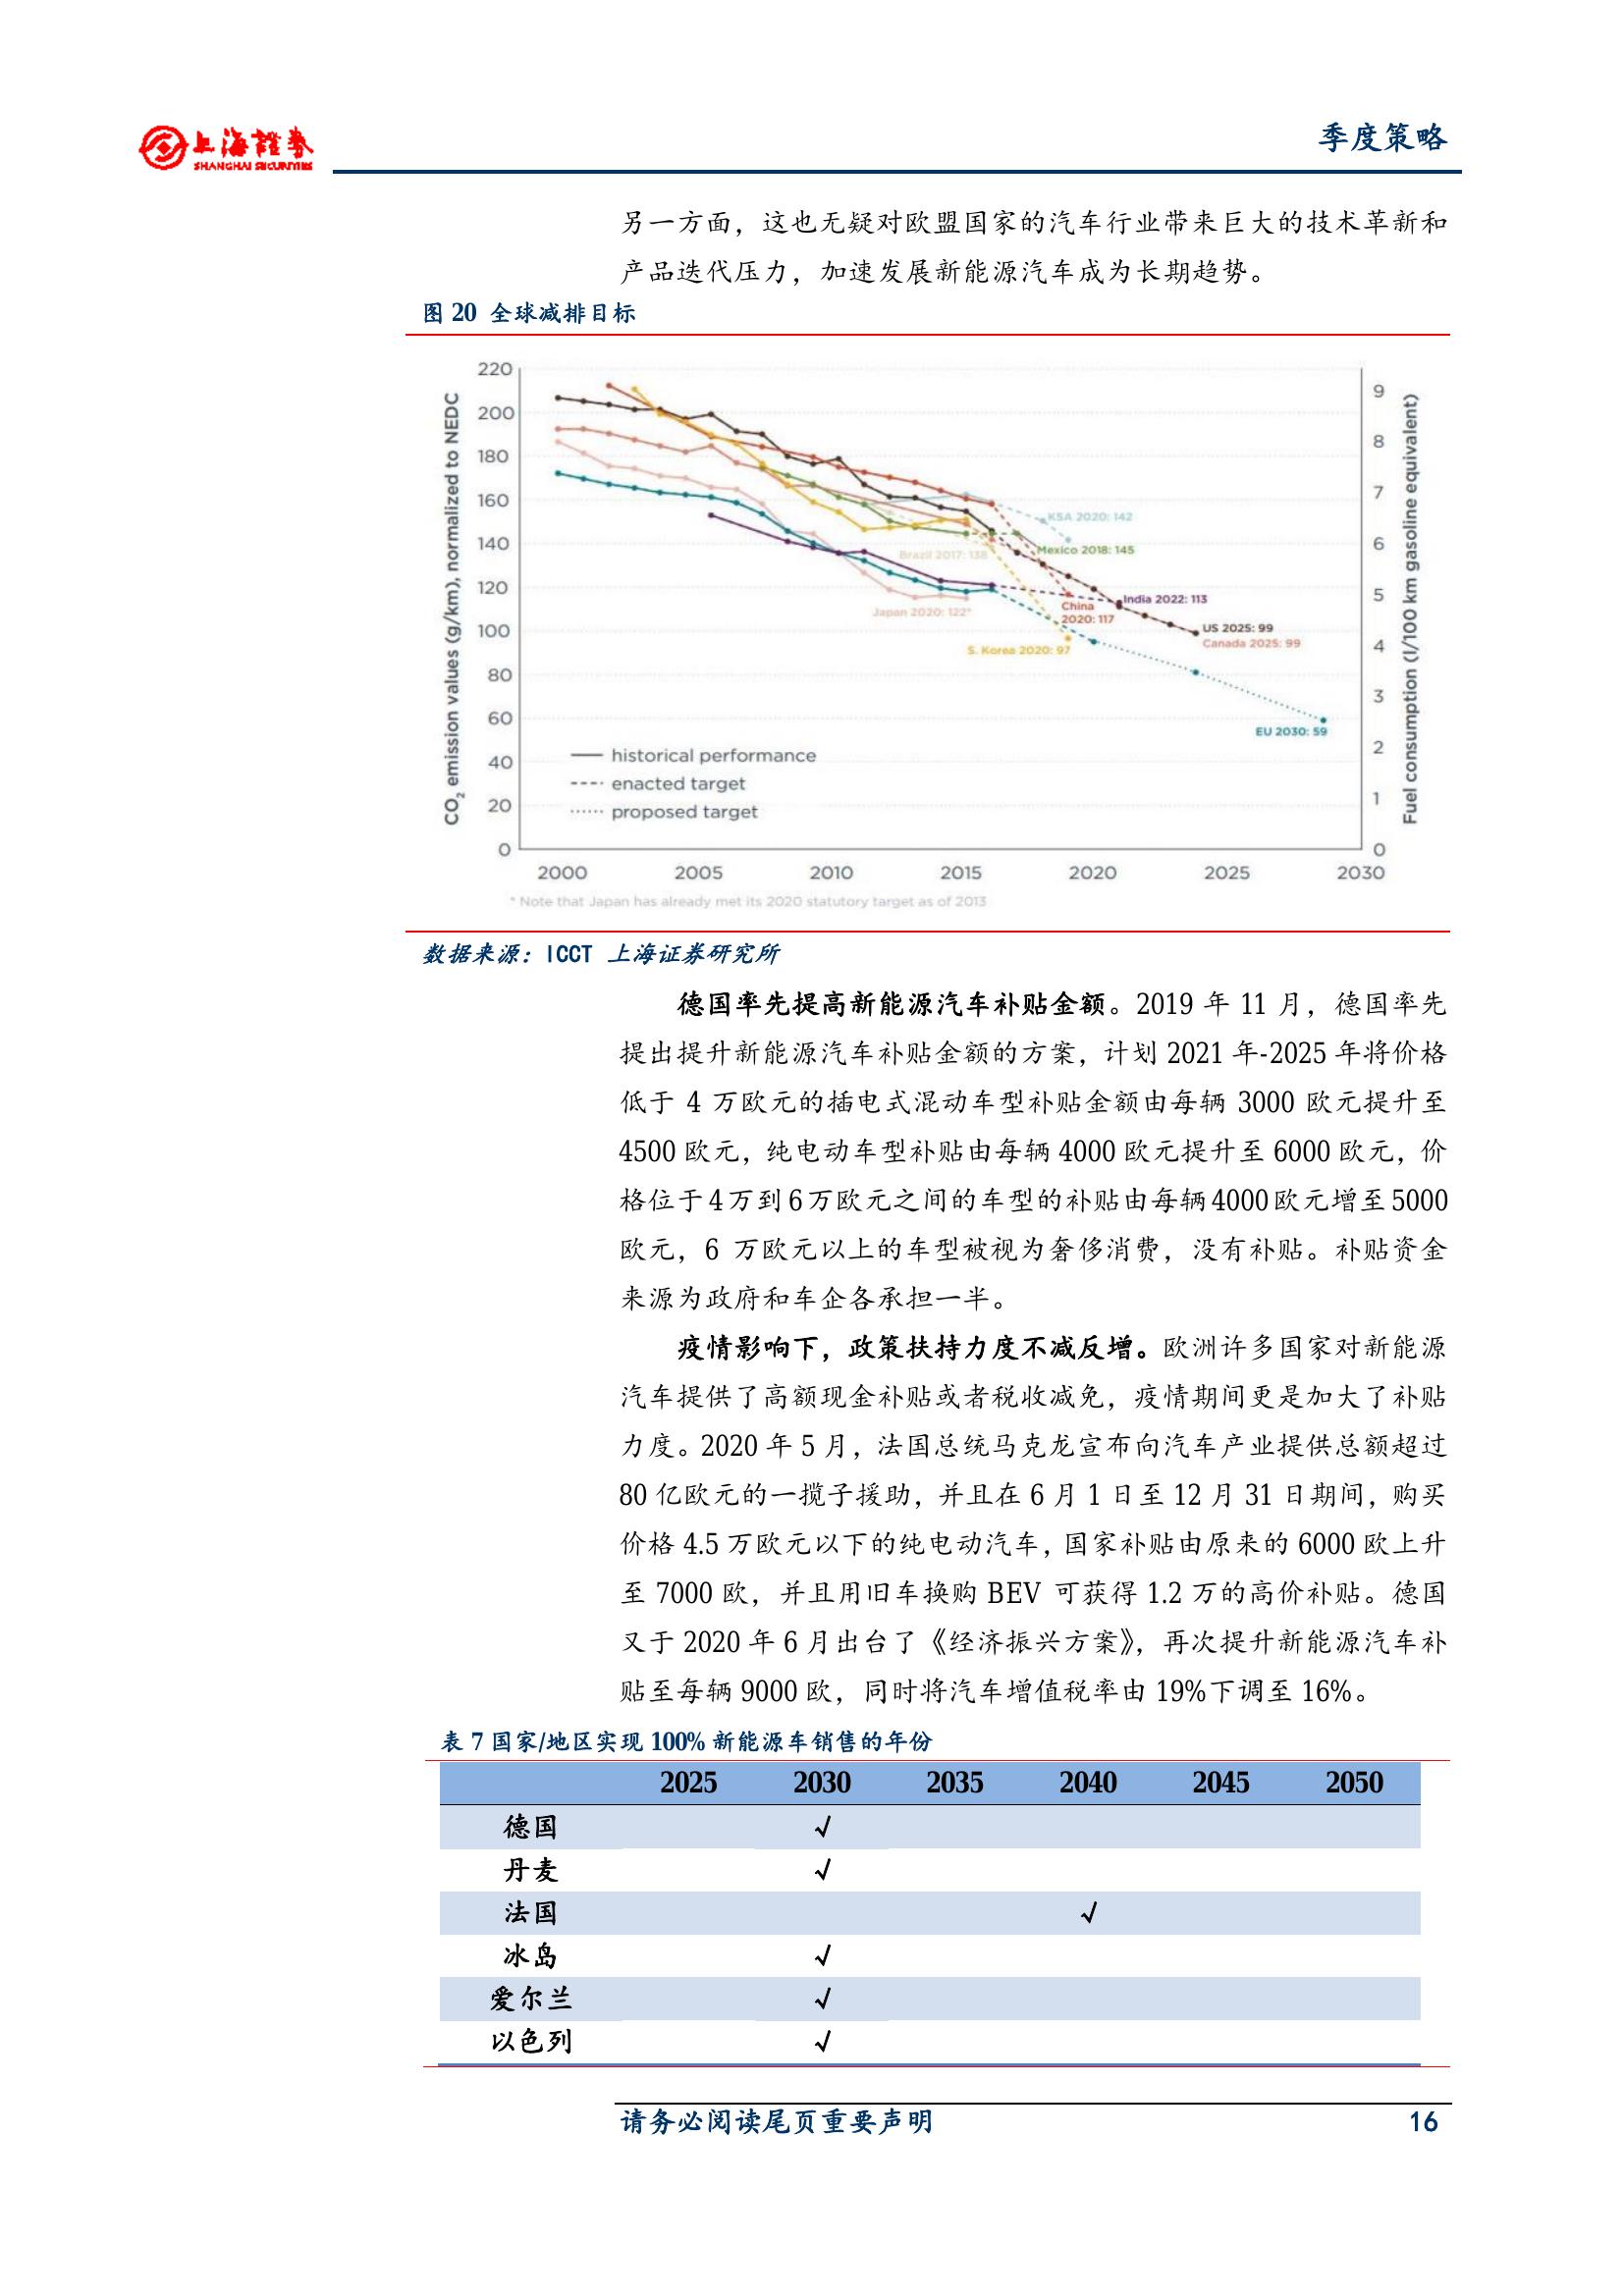 上海證券
SHANGHAI SECURITIES
季度策略
另一方面，这也无疑对欧盟国家的汽车行业带来巨大的技术革新和
产品迭代压力，加速发展新能源汽车成为长期趋势。
图 20 全球减排目标
CO2 emission values (g/km), normalized to NEDC
220
200
180
160
140
120
100
80
60
40
20
0
KSA 2020: 142
Mexico 2018: 145
Brazil 2017: 138
India 2022: 113
Japan 2020: 122*
China
2020: 117
US 2025: 99
Canada 2025: 99
S. Korea 2020: 97
EU 2030: 59
historical performance
enacted target
proposed target
9
8
7
6
5
4
3
2
1
0
Fuel consumption (l/100 km gasoline equivalent)
2000 2005 2010 2015 2020 2025 2030
* Note that Japan has already met its 2020 statutory target as of 2013
数据来源：ICCT 上海证券研究所
德国率先提高新能源汽车补贴金额。2019 年 11 月，德国率先
提出提升新能源汽车补贴金额的方案，计划 2021 年-2025 年将价格
低于 4 万欧元的插电式混动车型补贴金额由每辆 3000 欧元提升至
4500 欧元，纯电动车型补贴由每辆 4000 欧元提升至 6000 欧元，价
格位于 4 万到 6 万欧元之间的车型的补贴由每辆 4000 欧元增至 5000
欧元，6 万欧元以上的车型被视为奢侈消费，没有补贴。补贴资金
来源为政府和车企各承担一半。
疫情影响下，政策扶持力度不减反增。欧洲许多国家对新能源
汽车提供了高额现金补贴或者税收减免，疫情期间更是加大了补贴
力度。2020 年 5 月，法国总统马克龙宣布向汽车产业提供总额超过
80 亿欧元的一揽子援助，并且在 6 月 1 日至 12 月 31 日期间，购买
价格 4.5 万欧元以下的纯电动汽车，国家补贴由原来的 6000 欧上升
至 7000 欧，并且用旧车换购 BEV 可获得 1.2 万的高价补贴。德国
又于 2020 年 6 月出台了《经济振兴方案》，再次提升新能源汽车补
贴至每辆 9000 欧，同时将汽车增值税率由 19%下调至 16%。
表 7 国家/地区实现 100% 新能源车销售的年份
2025 2030 2035 2040 2045 2050
德国 √
丹麦 √
法国 √
冰岛 √
爱尔兰 √
以色列 √
请务必阅读尾页重要声明 16